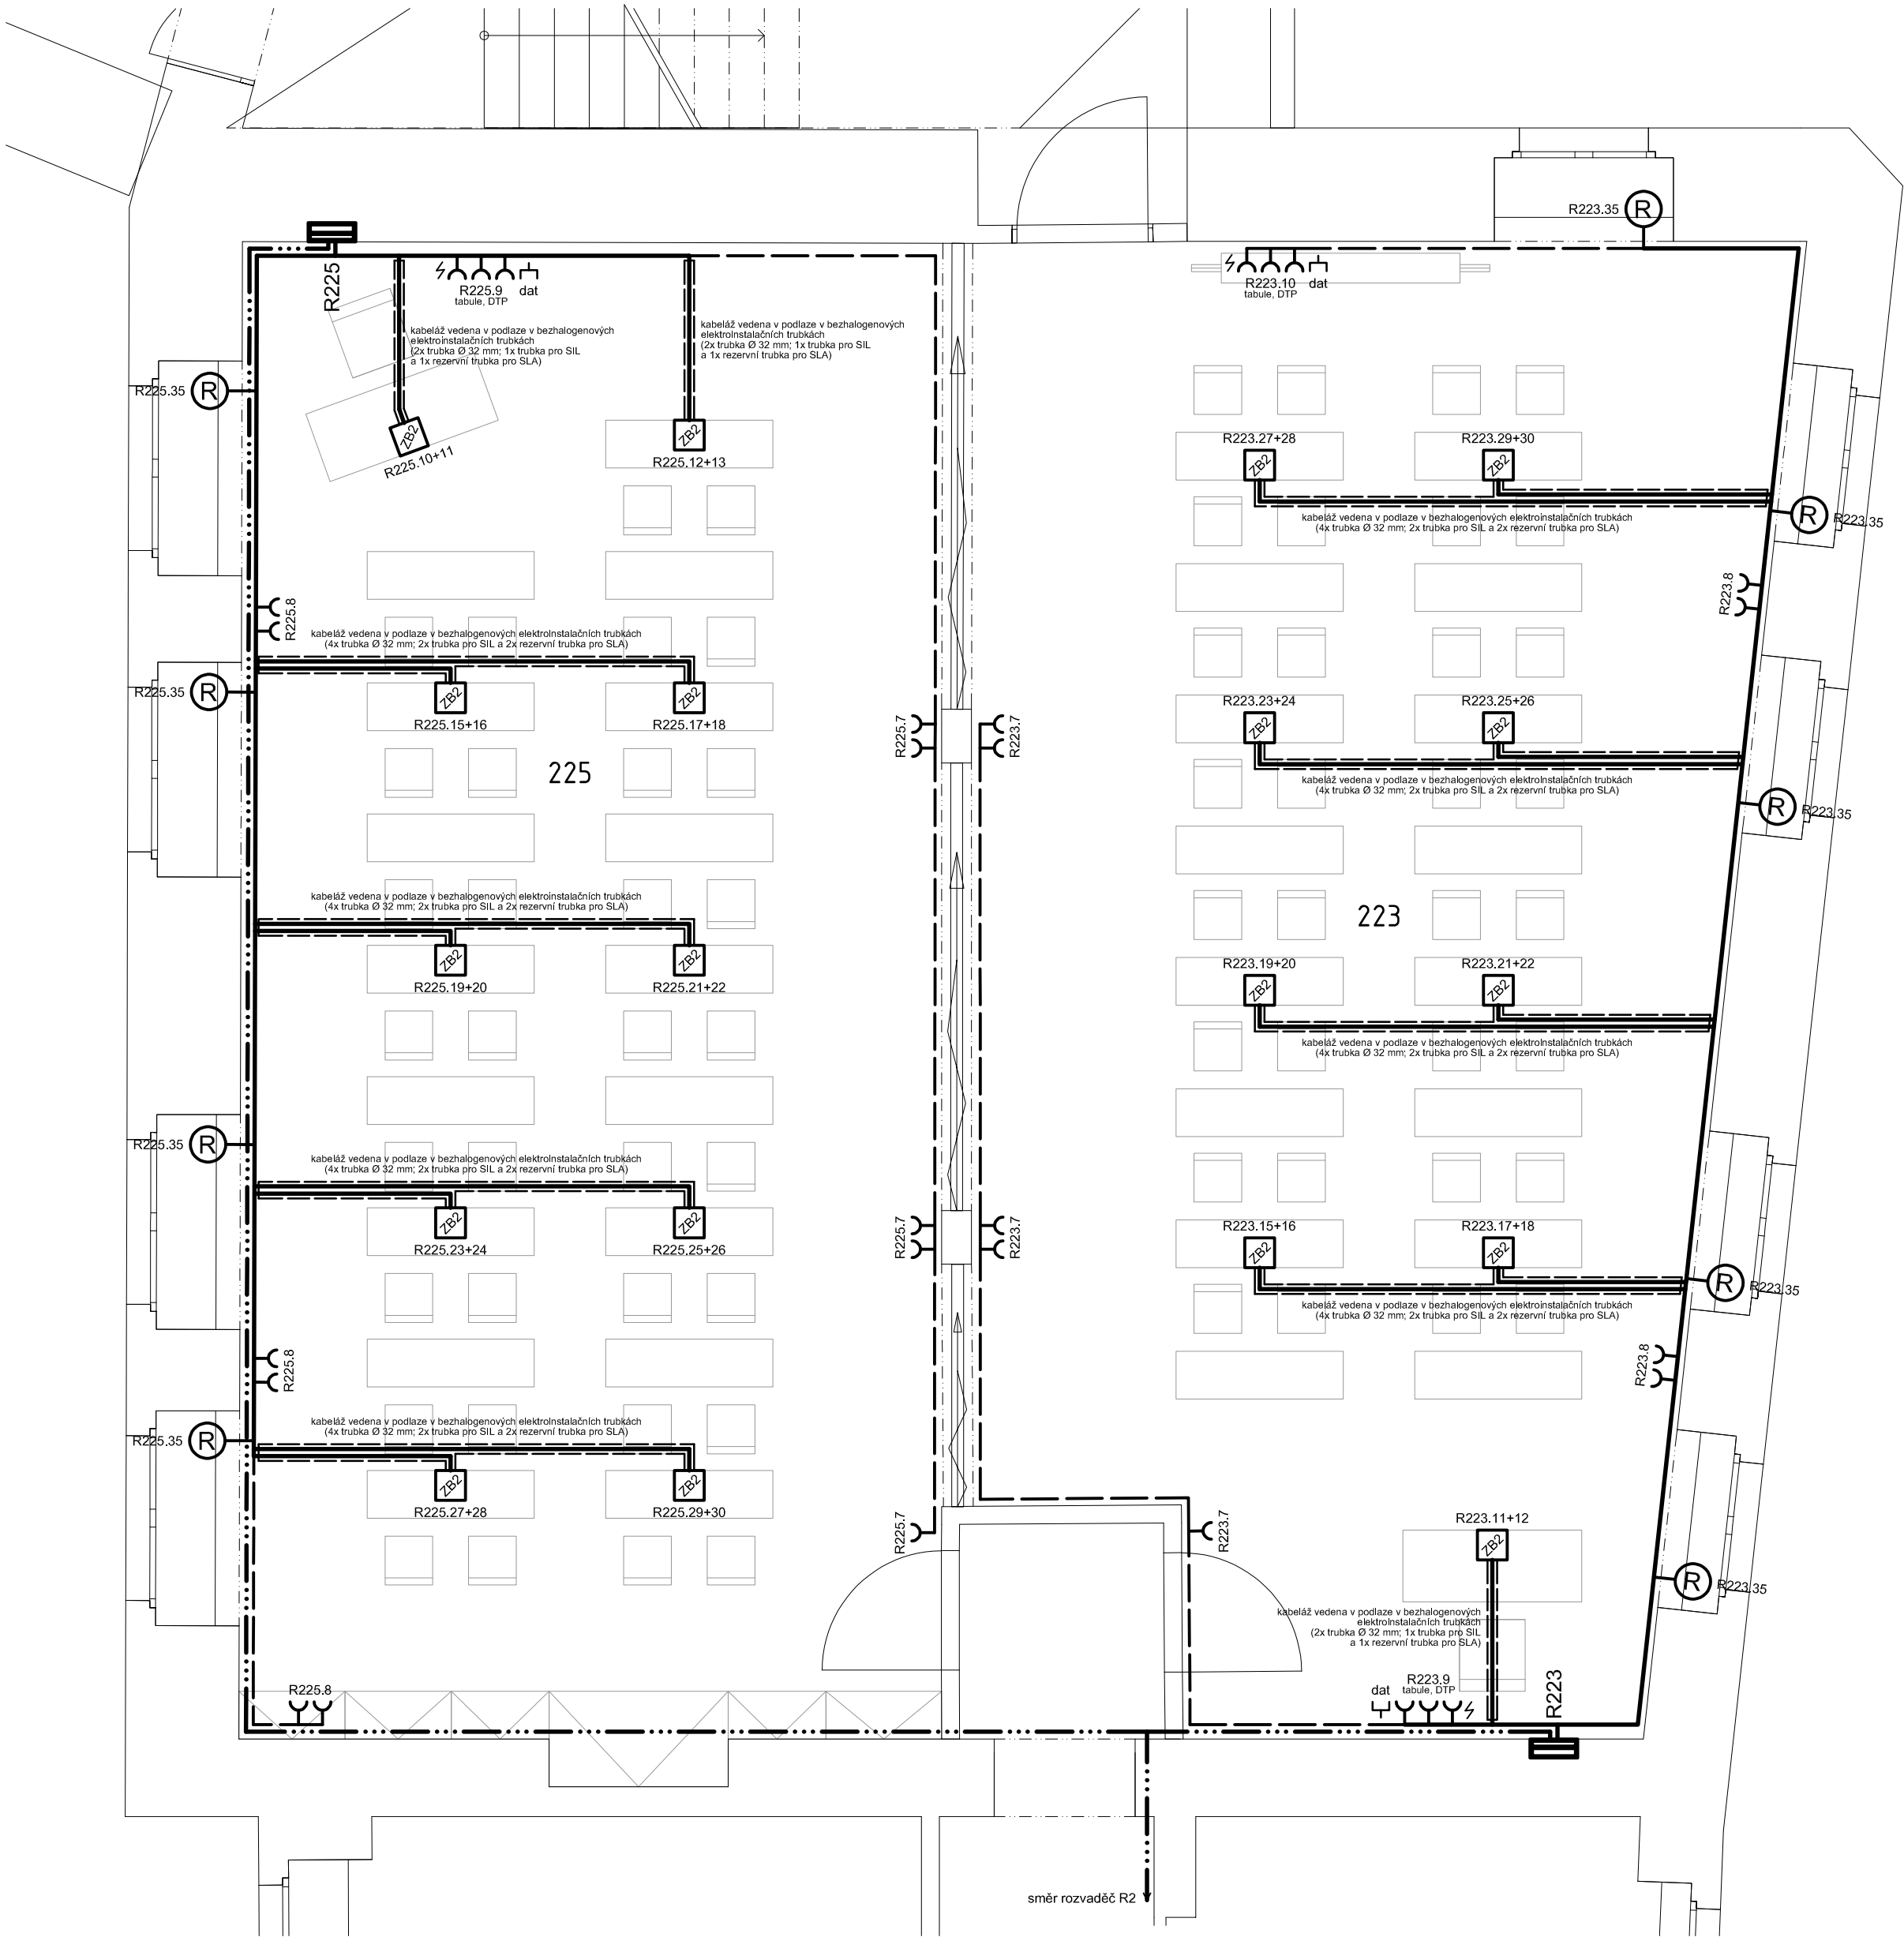 R223.35
R
R225
R225.9
tabule, DTP
dat
R223.10
tabule, DTP
dat
kabeláž vedena v podlaze v bezhalogenových
elektroinstalačních trubkách
(2x trubka Ø 32 mm; 1x trubka pro SIL
a 1x rezervní trubka pro SLA)
kabeláž vedena v podlaze v bezhalogenových
elektroinstalačních trubkách
(2x trubka Ø 32 mm; 1x trubka pro SIL
a 1x rezervní trubka pro SLA)
R225.35
R
ZB2
R225.10+11
ZB2
R225.12+13
R223.27+28
ZB2
R223.29+30
ZB2
kabeláž vedena v podlaze v bezhalogenových elektroinstalačních trubkách
(4x trubka Ø 32 mm; 2x trubka pro SIL a 2x rezervní trubka pro SLA)
R
R223.35
R225.8
R223.8
kabeláž vedena v podlaze v bezhalogenových elektroinstalačních trubkách
(4x trubka Ø 32 mm; 2x trubka pro SIL a 2x rezervní trubka pro SLA)
R225.35
R
ZB2
R225.15+16
ZB2
R225.17+18
R225.7
R223.7
R223.23+24
ZB2
R223.25+26
ZB2
225
kabeláž vedena v podlaze v bezhalogenových elektroinstalačních trubkách
(4x trubka Ø 32 mm; 2x trubka pro SIL a 2x rezervní trubka pro SLA)
R
R223.35
kabeláž vedena v podlaze v bezhalogenových elektroinstalačních trubkách
(4x trubka Ø 32 mm; 2x trubka pro SIL a 2x rezervní trubka pro SLA)
223
ZB2
R225.19+20
ZB2
R225.21+22
R223.19+20
ZB2
R223.21+22
ZB2
kabeláž vedena v podlaze v bezhalogenových elektroinstalačních trubkách
(4x trubka Ø 32 mm; 2x trubka pro SIL a 2x rezervní trubka pro SLA)
R225.35
R
kabeláž vedena v podlaze v bezhalogenových elektroinstalačních trubkách
(4x trubka Ø 32 mm; 2x trubka pro SIL a 2x rezervní trubka pro SLA)
ZB2
R225.23+24
ZB2
R225.25+26
R225.7
R223.7
R223.15+16
ZB2
R223.17+18
ZB2
R
R223.35
kabeláž vedena v podlaze v bezhalogenových elektroinstalačních trubkách
(4x trubka Ø 32 mm; 2x trubka pro SIL a 2x rezervní trubka pro SLA)
R225.8
R223.8
kabeláž vedena v podlaze v bezhalogenových elektroinstalačních trubkách
(4x trubka Ø 32 mm; 2x trubka pro SIL a 2x rezervní trubka pro SLA)
R225.35
R
ZB2
R225.27+28
ZB2
R225.29+30
R225.7
R223.7
R223.11+12
ZB2
R
R223.35
kabeláž vedena v podlaze v bezhalogenových
elektroinstalačních trubkách
(2x trubka Ø 32 mm; 1x trubka pro SIL
a 1x rezervní trubka pro SLA)
R225.8
dat
R223.9
tabule, DTP
R223
směr rozvaděč R2